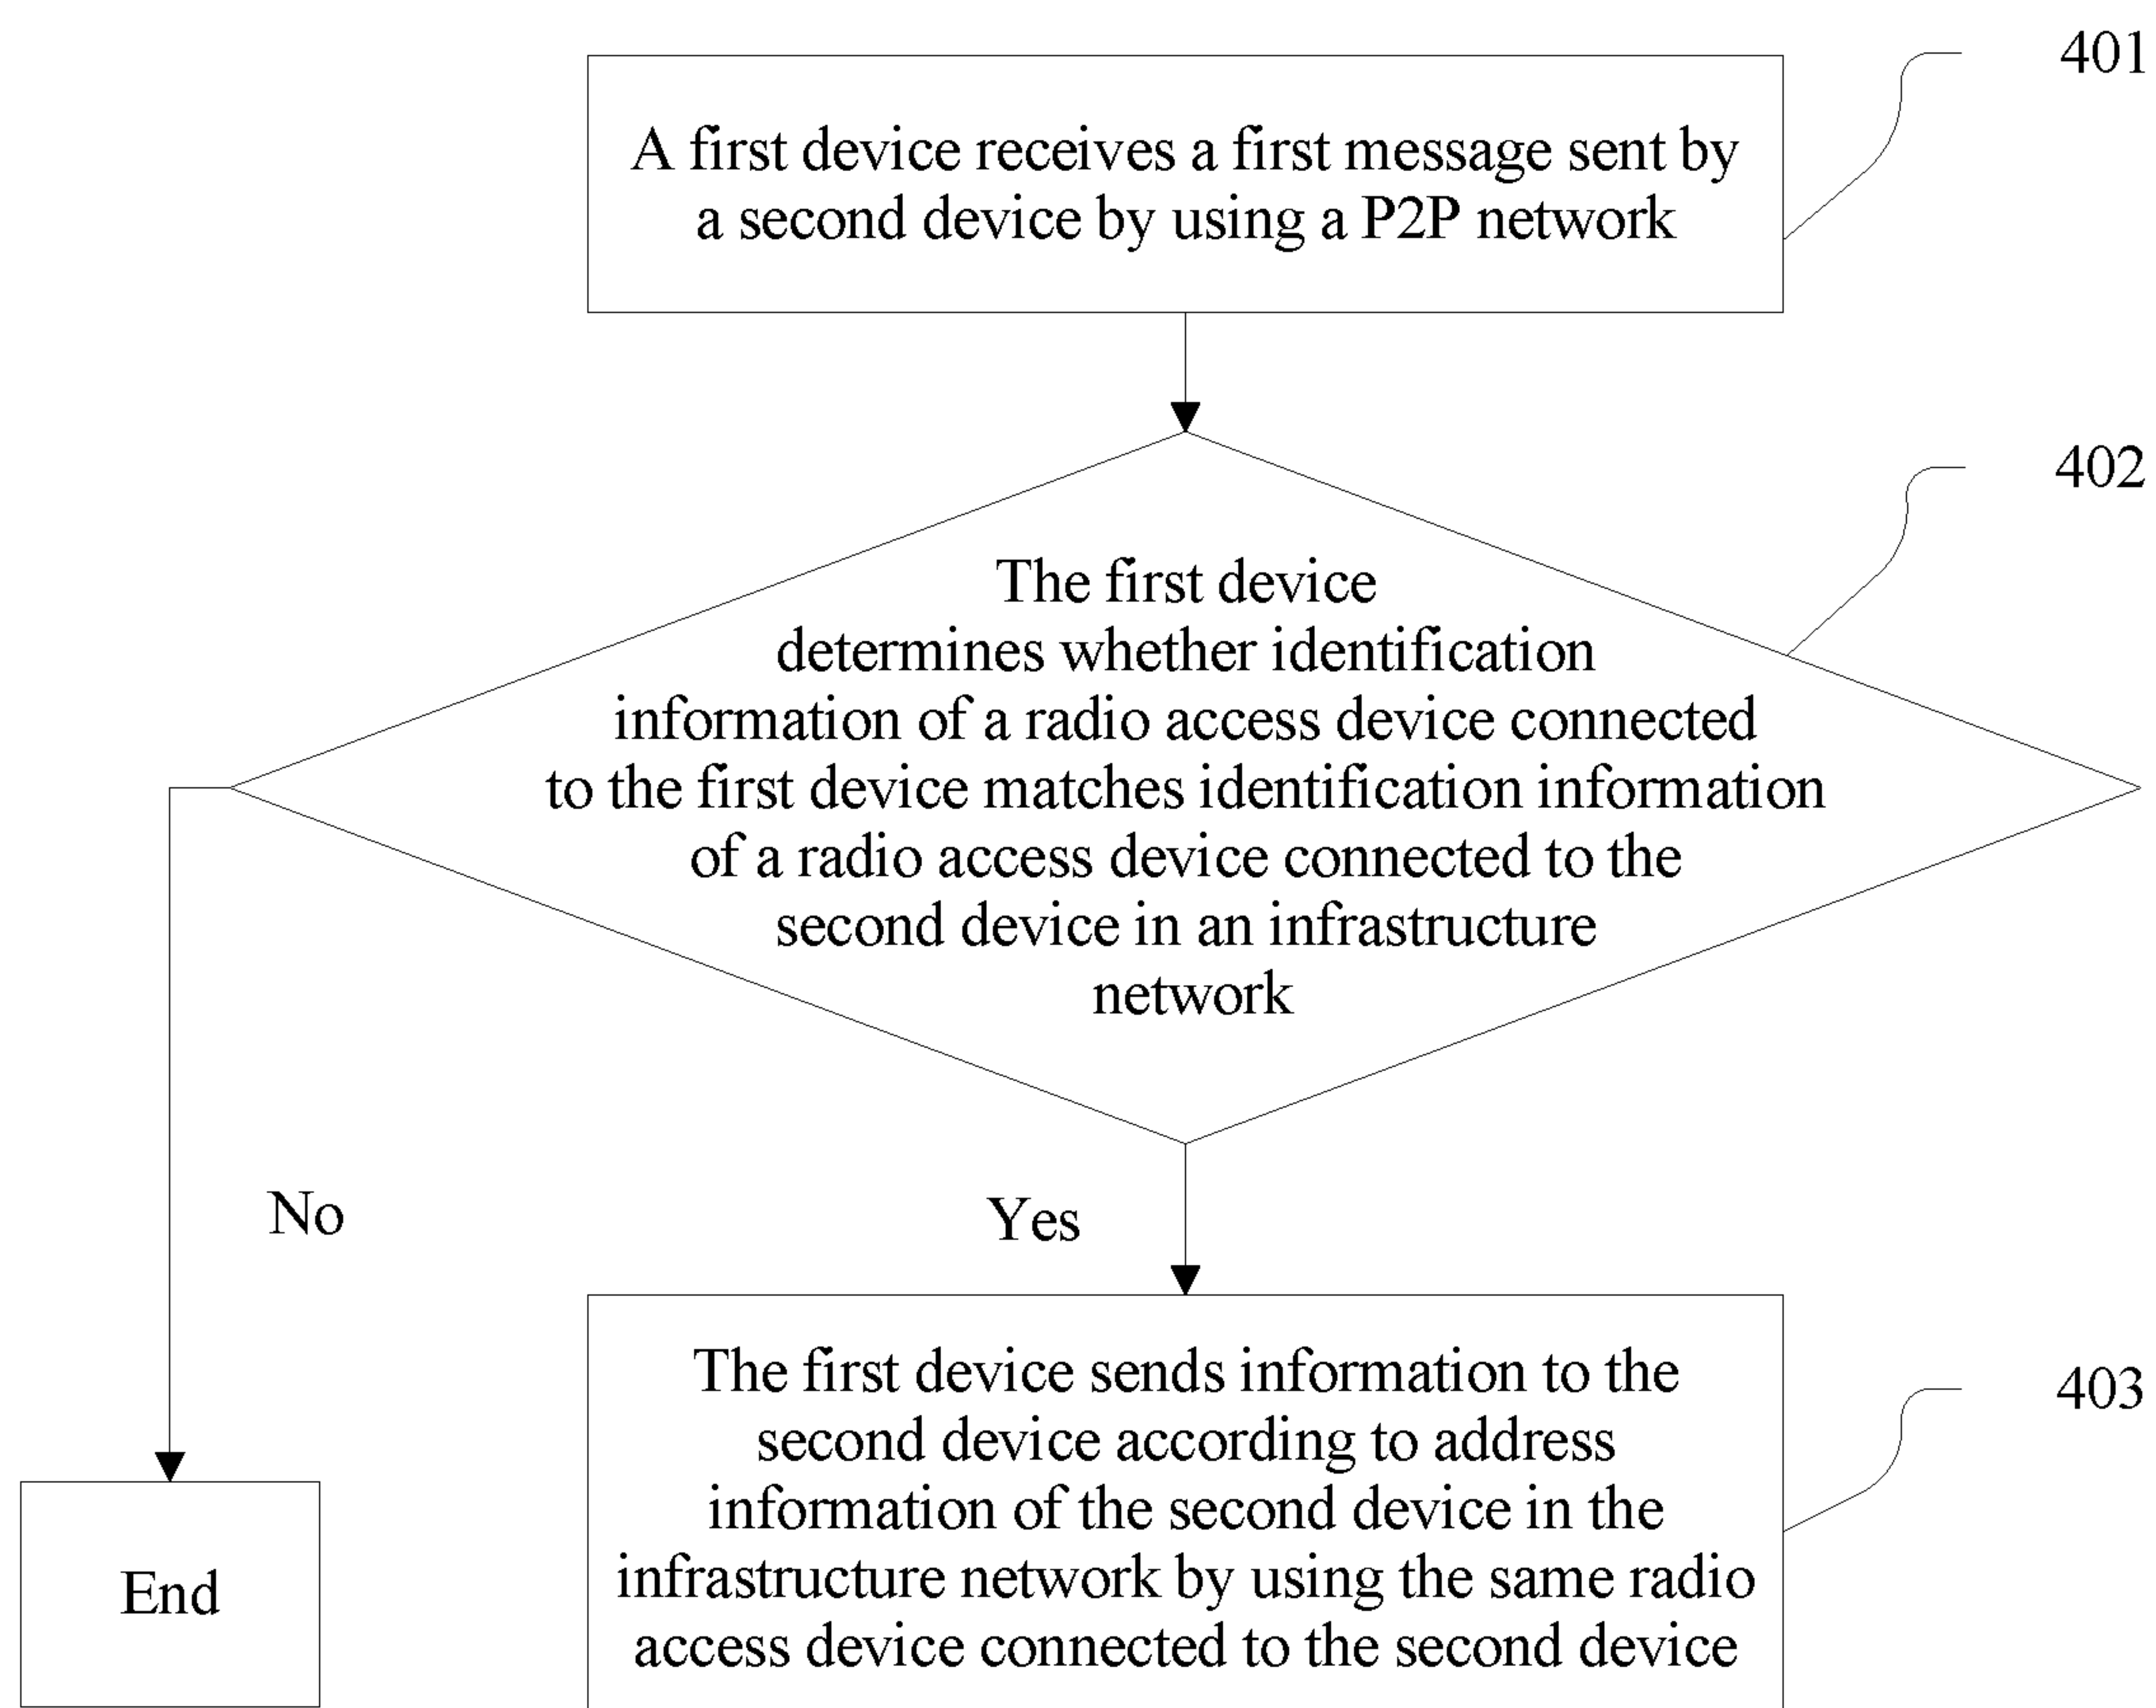 401
A first device receives a first message sent by
a second device by using a P2P network
402
The first device
determines whether identification
information of a radio access device connected
to the first device matches identification information
of a radio access device connected to the
second device in an infrastructure
network
No
Yes
403
The first device sends information to the
second device according to address
information of the second device in the
infrastructure network by using the same radio
access device connected to the second device
End